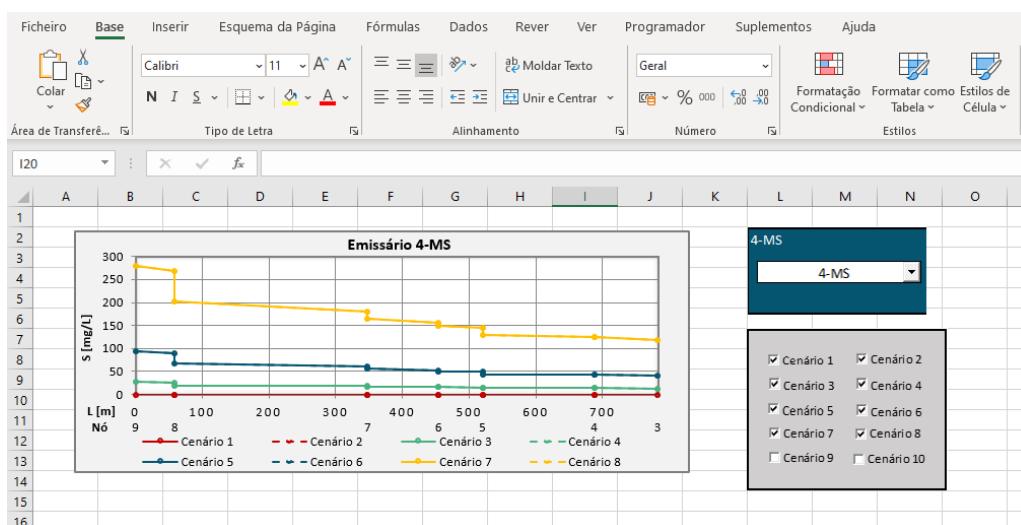 Ficheiro Base Inserir Esquema da Página Fórmulas Dados Rever Ver Programador Suplementos Ajuda
Calibri 11 A^ A˅ ab Moldar Texto Geral
Colar N I S A Unir e Centrar % 000 ,00 ,00 →,0 Formatação Condicional Formatar como Tabela Estilos de Célula
Área de Transferê... Tipo de Letra Alinhamento Número Estilos
I20 fx
A B C D E F G H I J K L M N O
1
2 Emissário 4-MS 4-MS
3 300
4 250 4-MS
5 200
6
7 150
8 S [mg/L] 100 Cenário 1 Cenário 2
9 50 Cenário 3 Cenário 4
10 0
11 L [m] 0 100 200 300 400 500 600 700 Cenário 5 Cenário 6
Nó 9 8 7 6 5 4 3
12 Cenário 1 Cenário 2 Cenário 3 Cenário 4 Cenário 7 Cenário 8
13 Cenário 5 Cenário 6 Cenário 7 Cenário 8 Cenário 9 Cenário 10
14
15
16